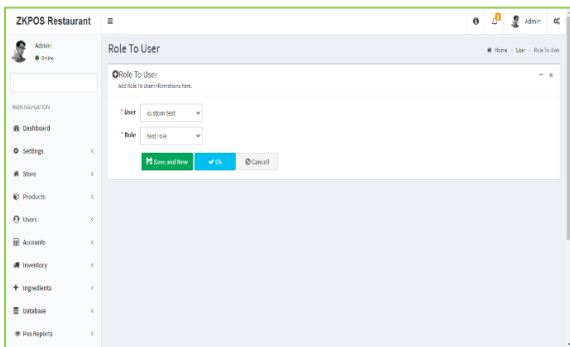 ZKPOS Restaurant
Admin
Admin
Online
Role To User
Home > User > Role To User
Role To User
Add Role To User Informations here.
* User custom test
* Role test role
Save and New Ok Cancel
MAIN NAVIGATION
Dashboard
Settings
Store
Products
Users
Accounts
Inventory
Ingredients
Database
Pos Reports